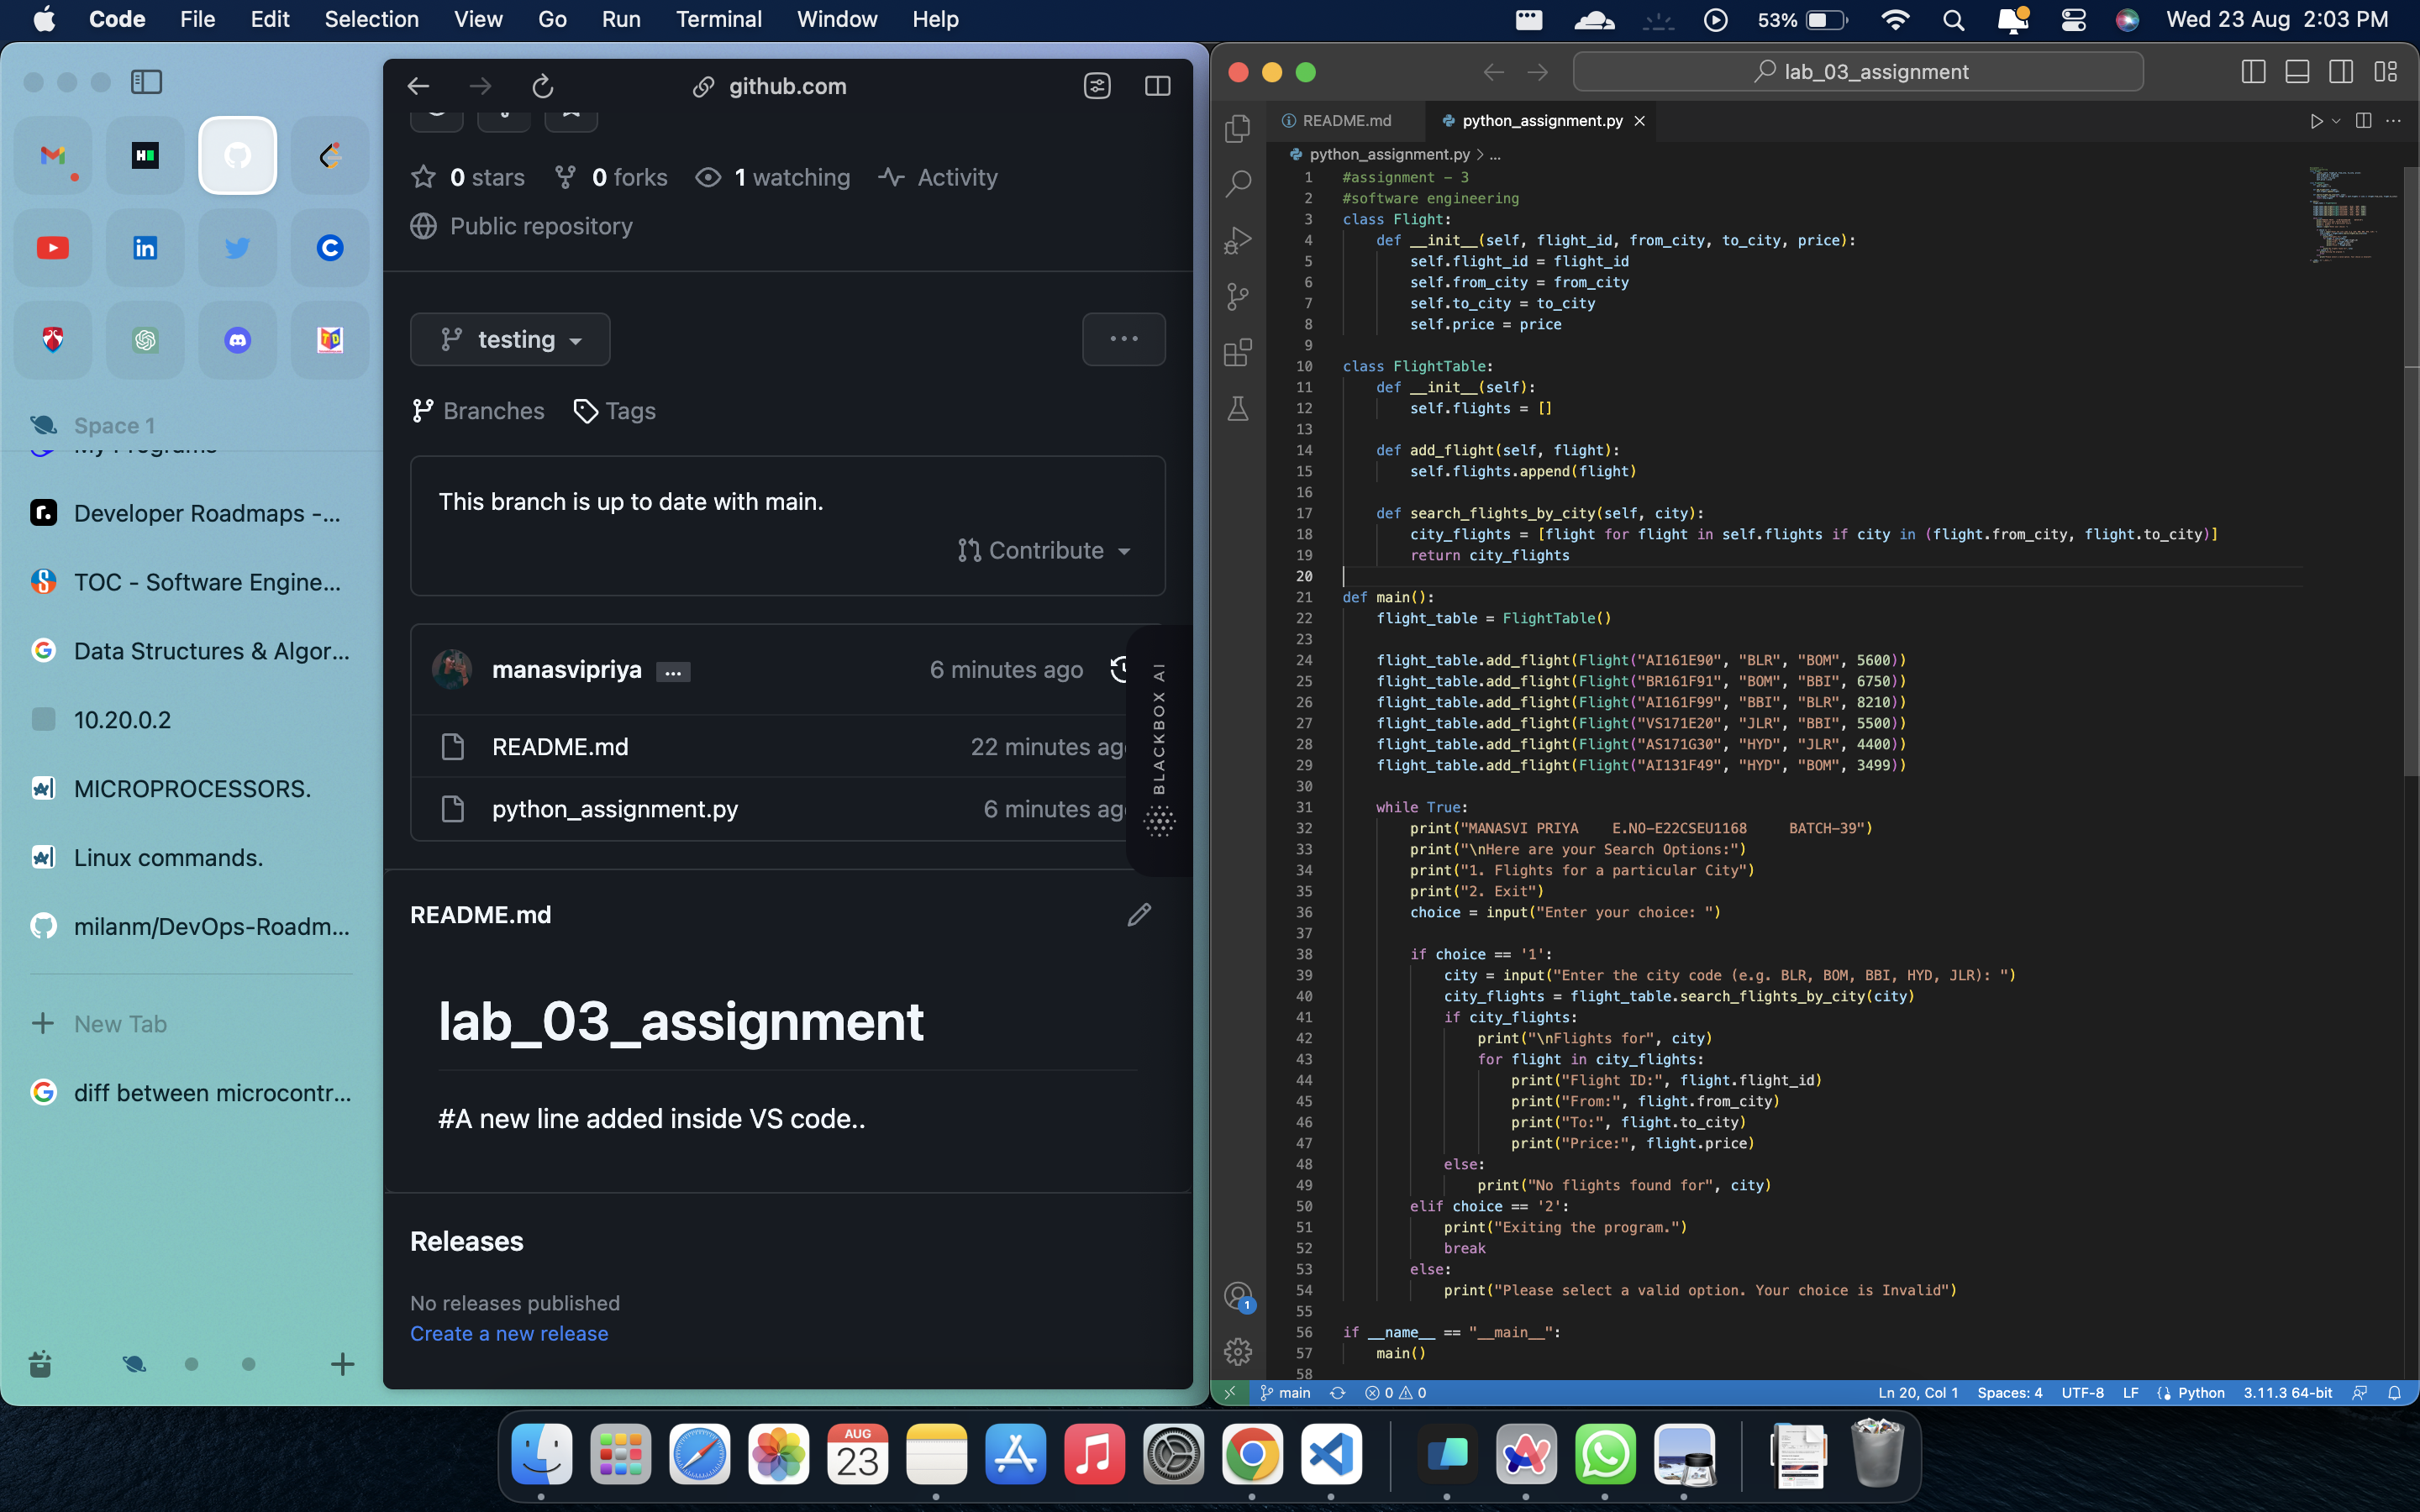 Code File Edit Selection View Go Run Terminal Window Help
53% Wed 23 Aug 2:03 PM
Space 1
My Programs
Developer Roadmaps -...
TOC - Software Engine...
Data Structures & Algor...
10.20.0.2
MICROPROCESSORS.
Linux commands.
milanm/DevOps-Roadm...
New Tab
diff between microcontr...
github.com
0 stars 0 forks 1 watching Activity
Public repository
testing
...
Branches Tags
This branch is up to date with main.
Contribute
manasvipriya ... 6 minutes ago
README.md 22 minutes ago
python_assignment.py 6 minutes ago
BLACKBOX AI
README.md
lab_03_assignment
#A new line added inside VS code..
Releases
No releases published
Create a new release
lab_03_assignment
README.md python_assignment.py
python_assignment.py > ...
1 #assignment - 3
2 #software engineering
3 class Flight:
4 def __init__(self, flight_id, from_city, to_city, price):
5 self.flight_id = flight_id
6 self.from_city = from_city
7 self.to_city = to_city
8 self.price = price
9
10 class FlightTable:
11 def __init__(self):
12 self.flights = []
13
14 def add_flight(self, flight):
15 self.flights.append(flight)
16
17 def search_flights_by_city(self, city):
18 city_flights = [flight for flight in self.flights if city in (flight.from_city, flight.to_city)]
19 return city_flights
20
21 def main():
22 flight_table = FlightTable()
23
24 flight_table.add_flight(Flight("AI161E90", "BLR", "BOM", 5600))
25 flight_table.add_flight(Flight("BR161F91", "BOM", "BBI", 6750))
26 flight_table.add_flight(Flight("AI161F99", "BBI", "BLR", 8210))
27 flight_table.add_flight(Flight("VS171E20", "JLR", "BBI", 5500))
28 flight_table.add_flight(Flight("AS171G30", "HYD", "JLR", 4400))
29 flight_table.add_flight(Flight("AI131F49", "HYD", "BOM", 3499))
30
31 while True:
32 print("MANASVI PRIYA    E.NO-E22CSEU1168     BATCH-39")
33 print("\nHere are your Search Options:")
34 print("1. Flights for a particular City")
35 print("2. Exit")
36 choice = input("Enter your choice: ")
37
38 if choice == '1':
39 city = input("Enter the city code (e.g. BLR, BOM, BBI, HYD, JLR): ")
40 city_flights = flight_table.search_flights_by_city(city)
41 if city_flights:
42 print("\nFlights for", city)
43 for flight in city_flights:
44 print("Flight ID:", flight.flight_id)
45 print("From:", flight.from_city)
46 print("To:", flight.to_city)
47 print("Price:", flight.price)
48 else:
49 print("No flights found for", city)
50 elif choice == '2':
51 print("Exiting the program.")
52 break
53 else:
54 print("Please select a valid option. Your choice is Invalid")
55
56 if __name__ == "__main__":
57 main()
58
1
main 0 0 Ln 20, Col 1 Spaces: 4 UTF-8 LF Python 3.11.3 64-bit
AUG
23